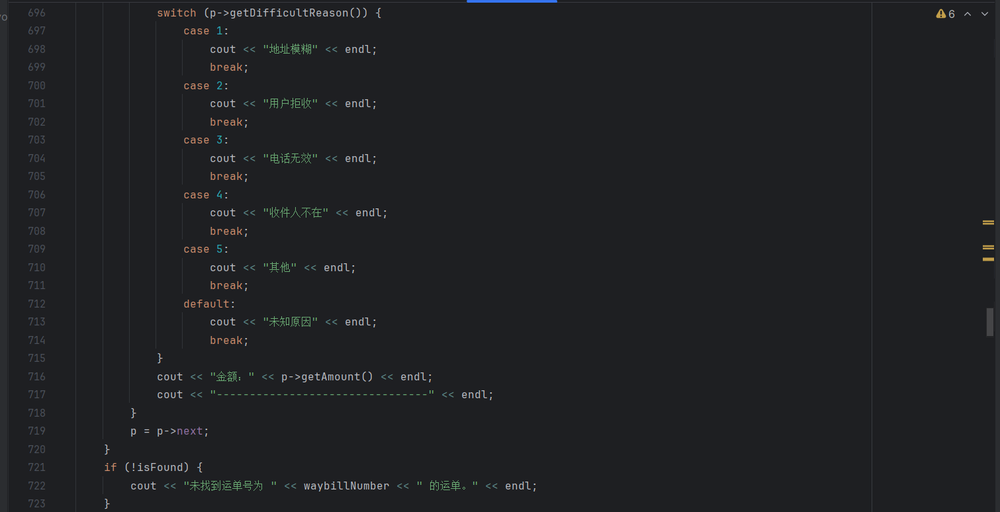 696 switch (p->getDifficultReason()) {
697 case 1:
698 cout << "地址模糊" << endl;
699 break;
700 case 2:
701 cout << "用户拒收" << endl;
702 break;
703 case 3:
704 cout << "电话无效" << endl;
705 break;
706 case 4:
707 cout << "收件人不在" << endl;
708 break;
709 case 5:
710 cout << "其他" << endl;
711 break;
712 default:
713 cout << "未知原因" << endl;
714 break;
715 }
716 cout << "金额：" << p->getAmount() << endl;
717 cout << "--------------------------------" << endl;
718 }
719 p = p->next;
720 }
721 if (!isFound) {
722 cout << "未找到运单号为 " << waybillNumber << " 的运单。" << endl;
723 }
6